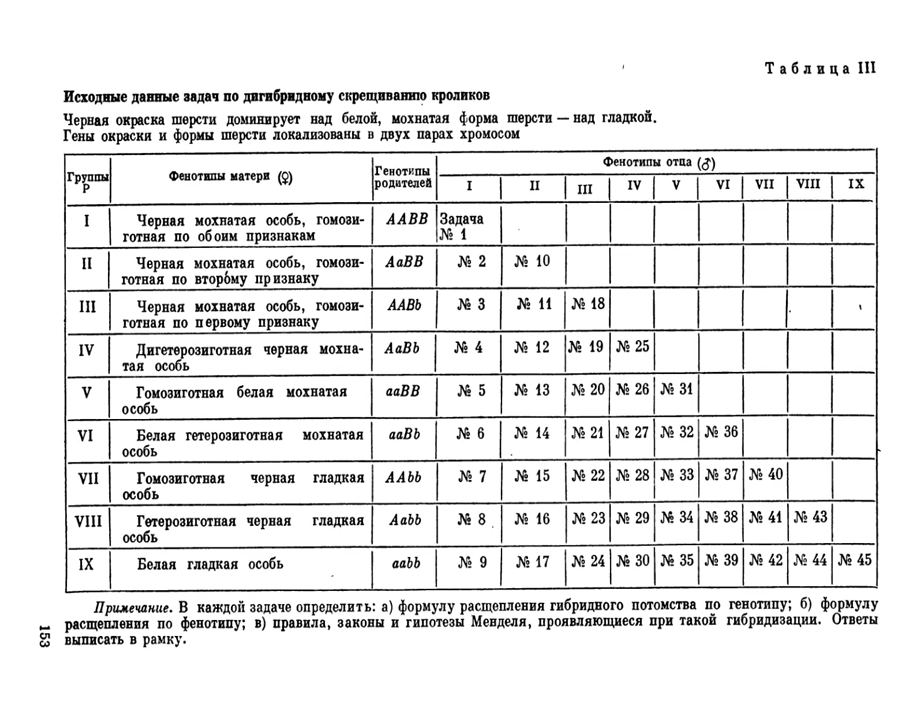 Таблица III
Исходные данные задач по дигибридному скрещиванию кроликов
Черная окраска шерсти доминирует над белой, мохнатая форма шерсти — над гладкой.
Гены окраски и формы шерсти локализованы в двух парах хромосом
Группы Р
Фенотипы матери (♀)
Генотипы родителей
Фенотипы отца (♂)
I II III IV V VI VII VIII IX
I Черная мохнатая особь, гомози- AABB Задача
готная по обоим признакам № 1
II Черная мохнатая особь, гомози- AaBB № 2 № 10
готная по второму признаку
III Черная мохнатая особь, гомози- AABb № 3 № 11 № 18
готная по первому признаку
IV Дигетерозиготная черная мохна- AaBb № 4 № 12 № 19 № 25
тая особь
V Гомозиготная белая мохнатая aaBB № 5 № 13 № 20 № 26 № 31
особь
VI Белая гетерозиготная мохнатая aaBb № 6 № 14 № 21 № 27 № 32 № 36
особь
VII Гомозиготная черная гладкая AAbb № 7 № 15 № 22 № 28 № 33 № 37 № 40
особь
VIII Гетерозиготная черная гладкая Aabb № 8 № 16 № 23 № 29 № 34 № 38 № 41 № 43
особь
IX Белая гладкая особь aabb № 9 № 17 № 24 № 30 № 35 № 39 № 42 № 44 № 45
Примечание. В каждой задаче определить: а) формулу расщепления гибридного потомства по генотипу; б) формулу
расщепления по фенотипу; в) правила, законы и гипотезы Менделя, проявляющиеся при такой гибридизации. Ответы
выписать в рамку.
153